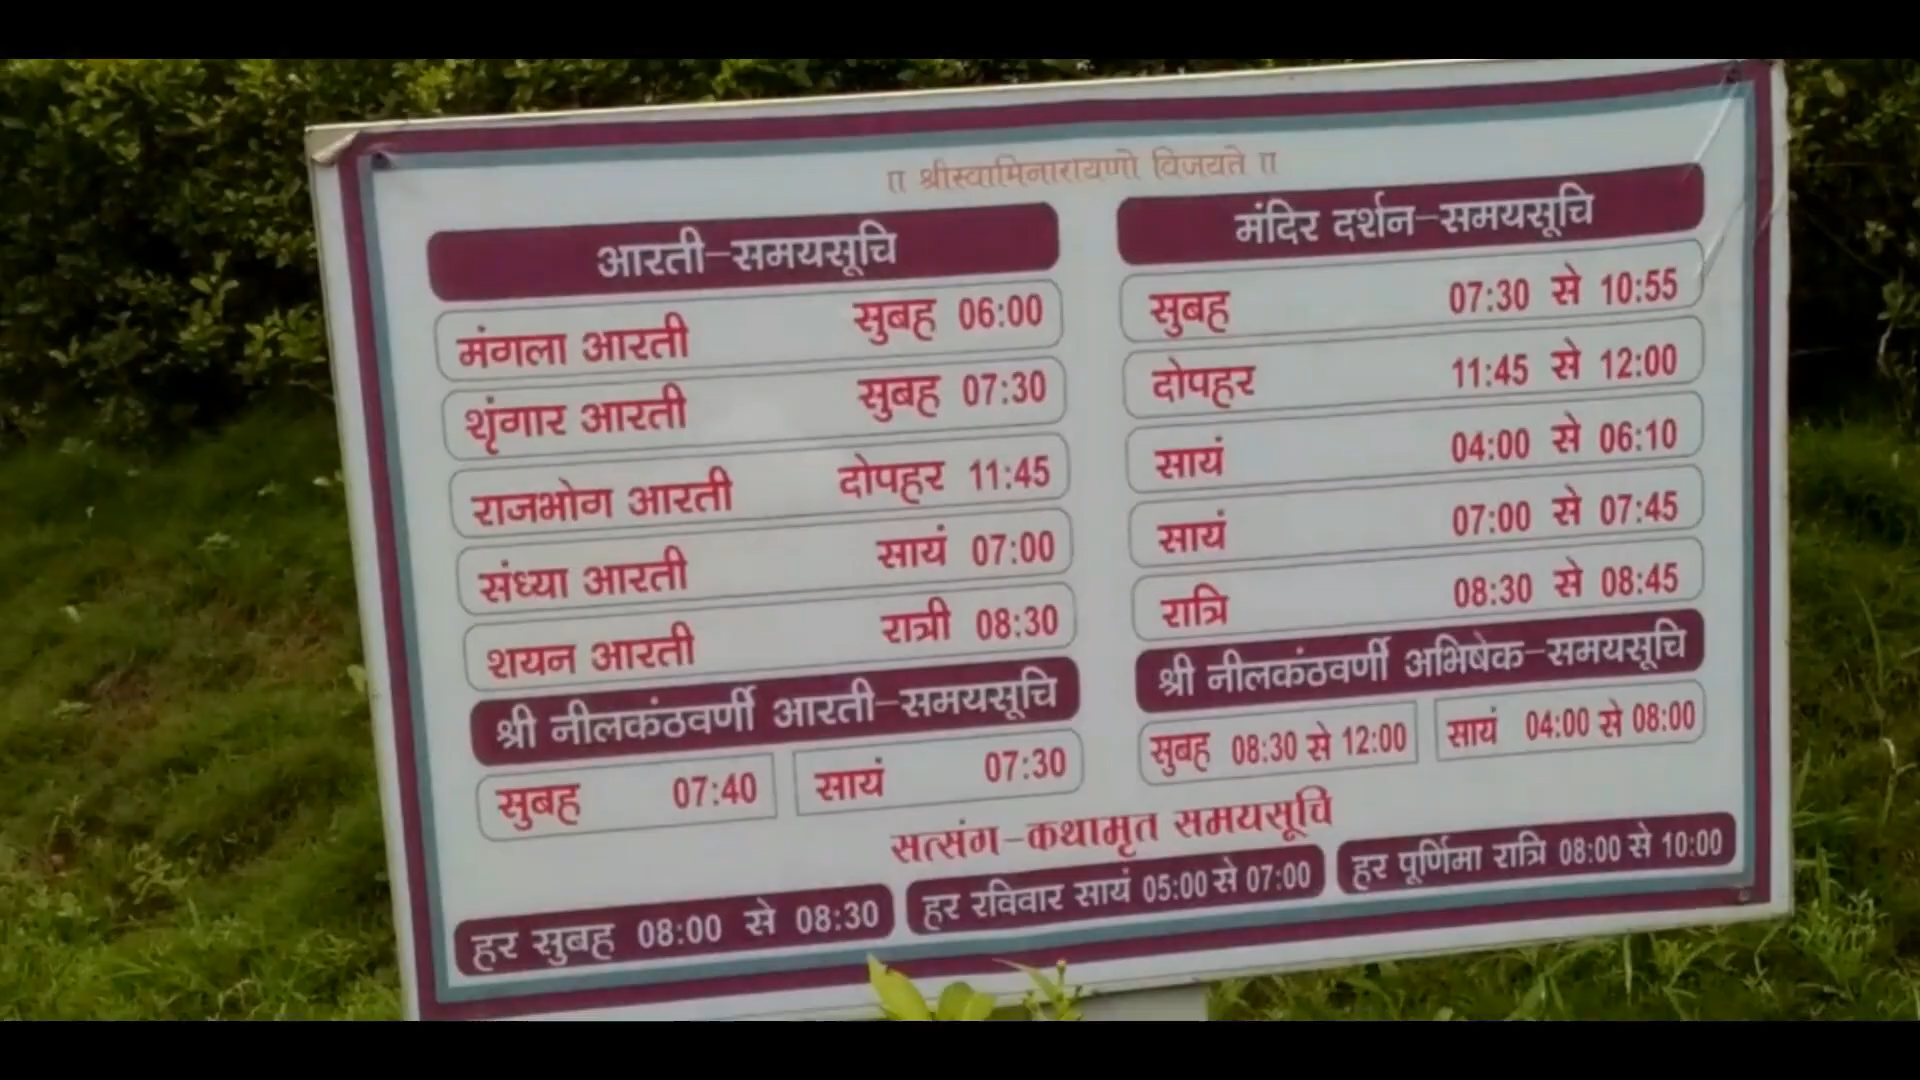 ॥ श्रीस्वामिनारायणो विजयते ॥
आरती-समयसूचि
मंगला आरती सुबह 06:00
शृंगार आरती सुबह 07:30
राजभोग आरती दोपहर 11:45
संध्या आरती सायं 07:00
शयन आरती रात्री 08:30
श्री नीलकंठवर्णी आरती-समयसूचि
सुबह 07:40 सायं 07:30
मंदिर दर्शन-समयसूचि
सुबह 07:30 से 10:55
दोपहर 11:45 से 12:00
सायं 04:00 से 06:10
सायं 07:00 से 07:45
रात्रि 08:30 से 08:45
श्री नीलकंठवर्णी अभिषेक-समयसूचि
सुबह 08:30 से 12:00 सायं 04:00 से 08:00
सत्संग-कथामृत समयसूचि
हर सुबह 08:00 से 08:30 हर रविवार सायं 05:00 से 07:00 हर पूर्णिमा रात्रि 08:00 से 10:00